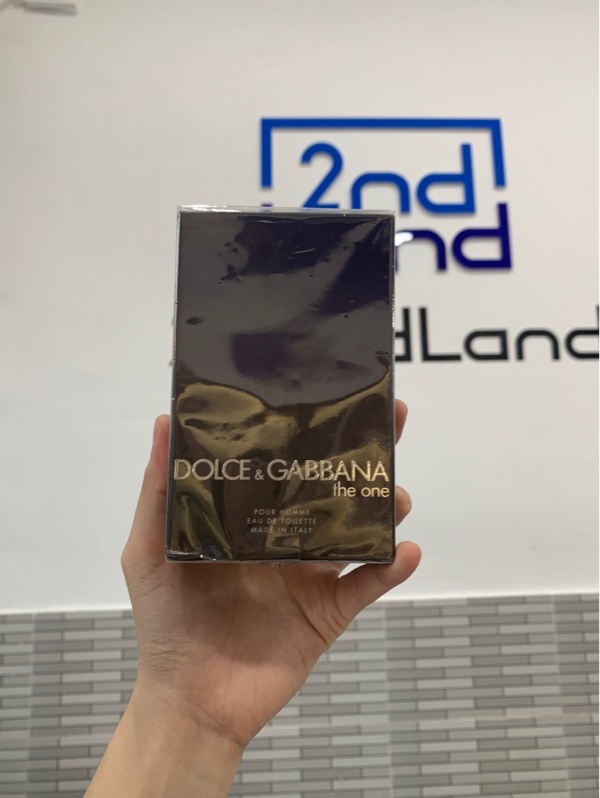 2nd
nd
dLand
DOLCE & GABBANA
the one
POUR HOMME
EAU DE TOILETTE
MADE IN ITALY